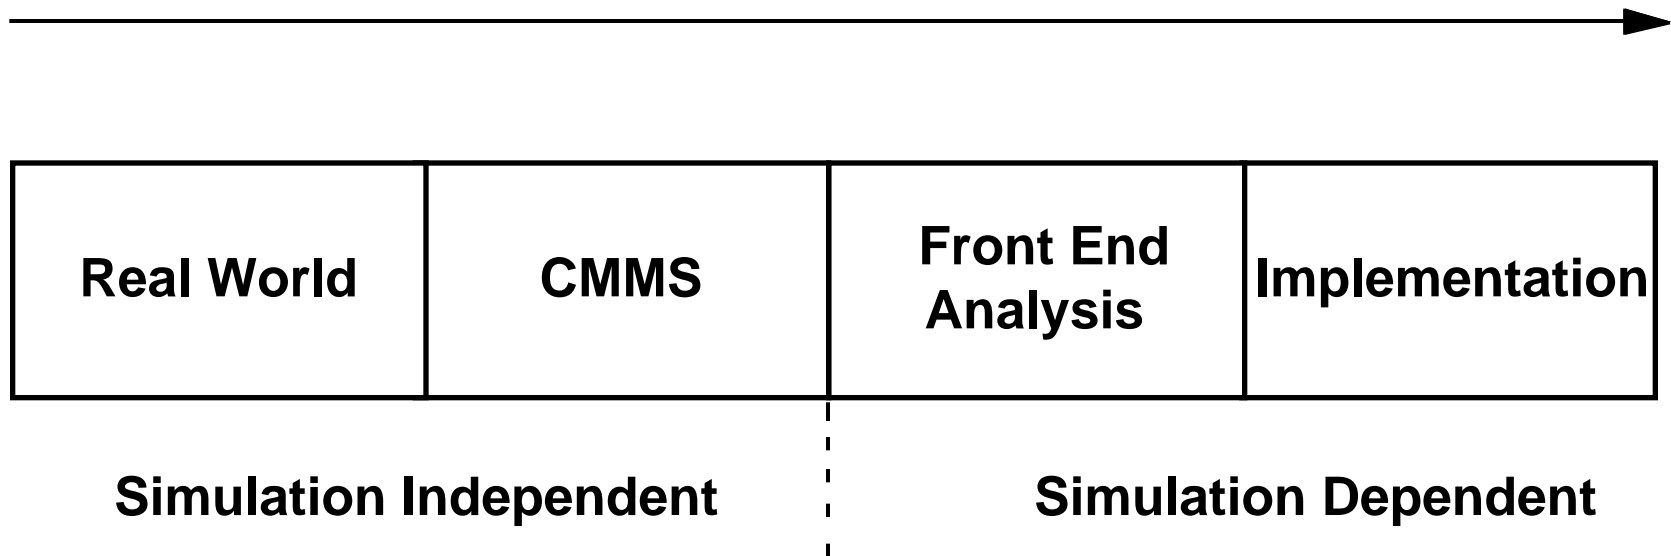 Real World
CMMS
Front End
Analysis
Implementation
Simulation Independent
Simulation Dependent